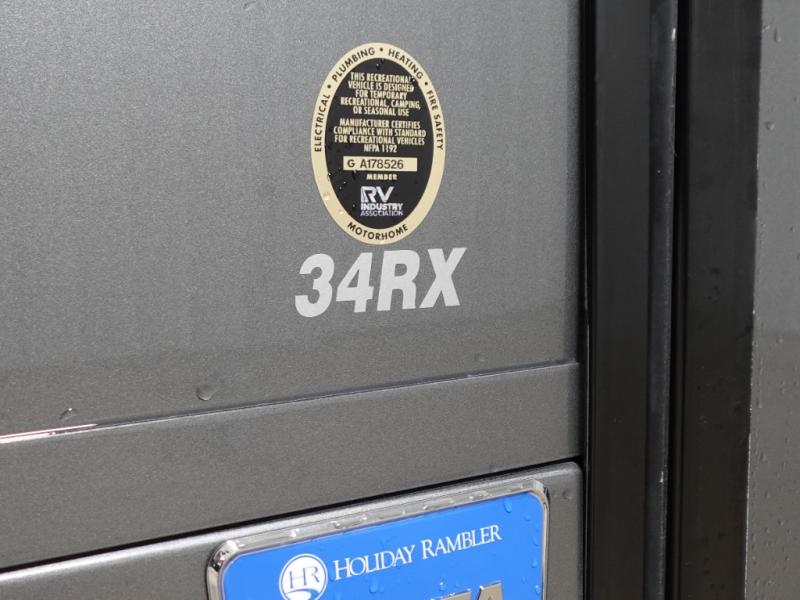 ELECTRICAL • PLUMBING • HEATING • FIRE SAFETY
THIS RECREATIONAL
VEHICLE IS DESIGNED
FOR TEMPORARY
RECREATIONAL, CAMPING,
OR SEASONAL USE
MANUFACTURER CERTIFIES
COMPLIANCE WITH STANDARD
FOR RECREATIONAL VEHICLES
NFPA 1192
G A178526
MEMBER
RV
INDUSTRY
ASSOCIATION
MOTORHOME
34RX
HR HOLIDAY RAMBLER